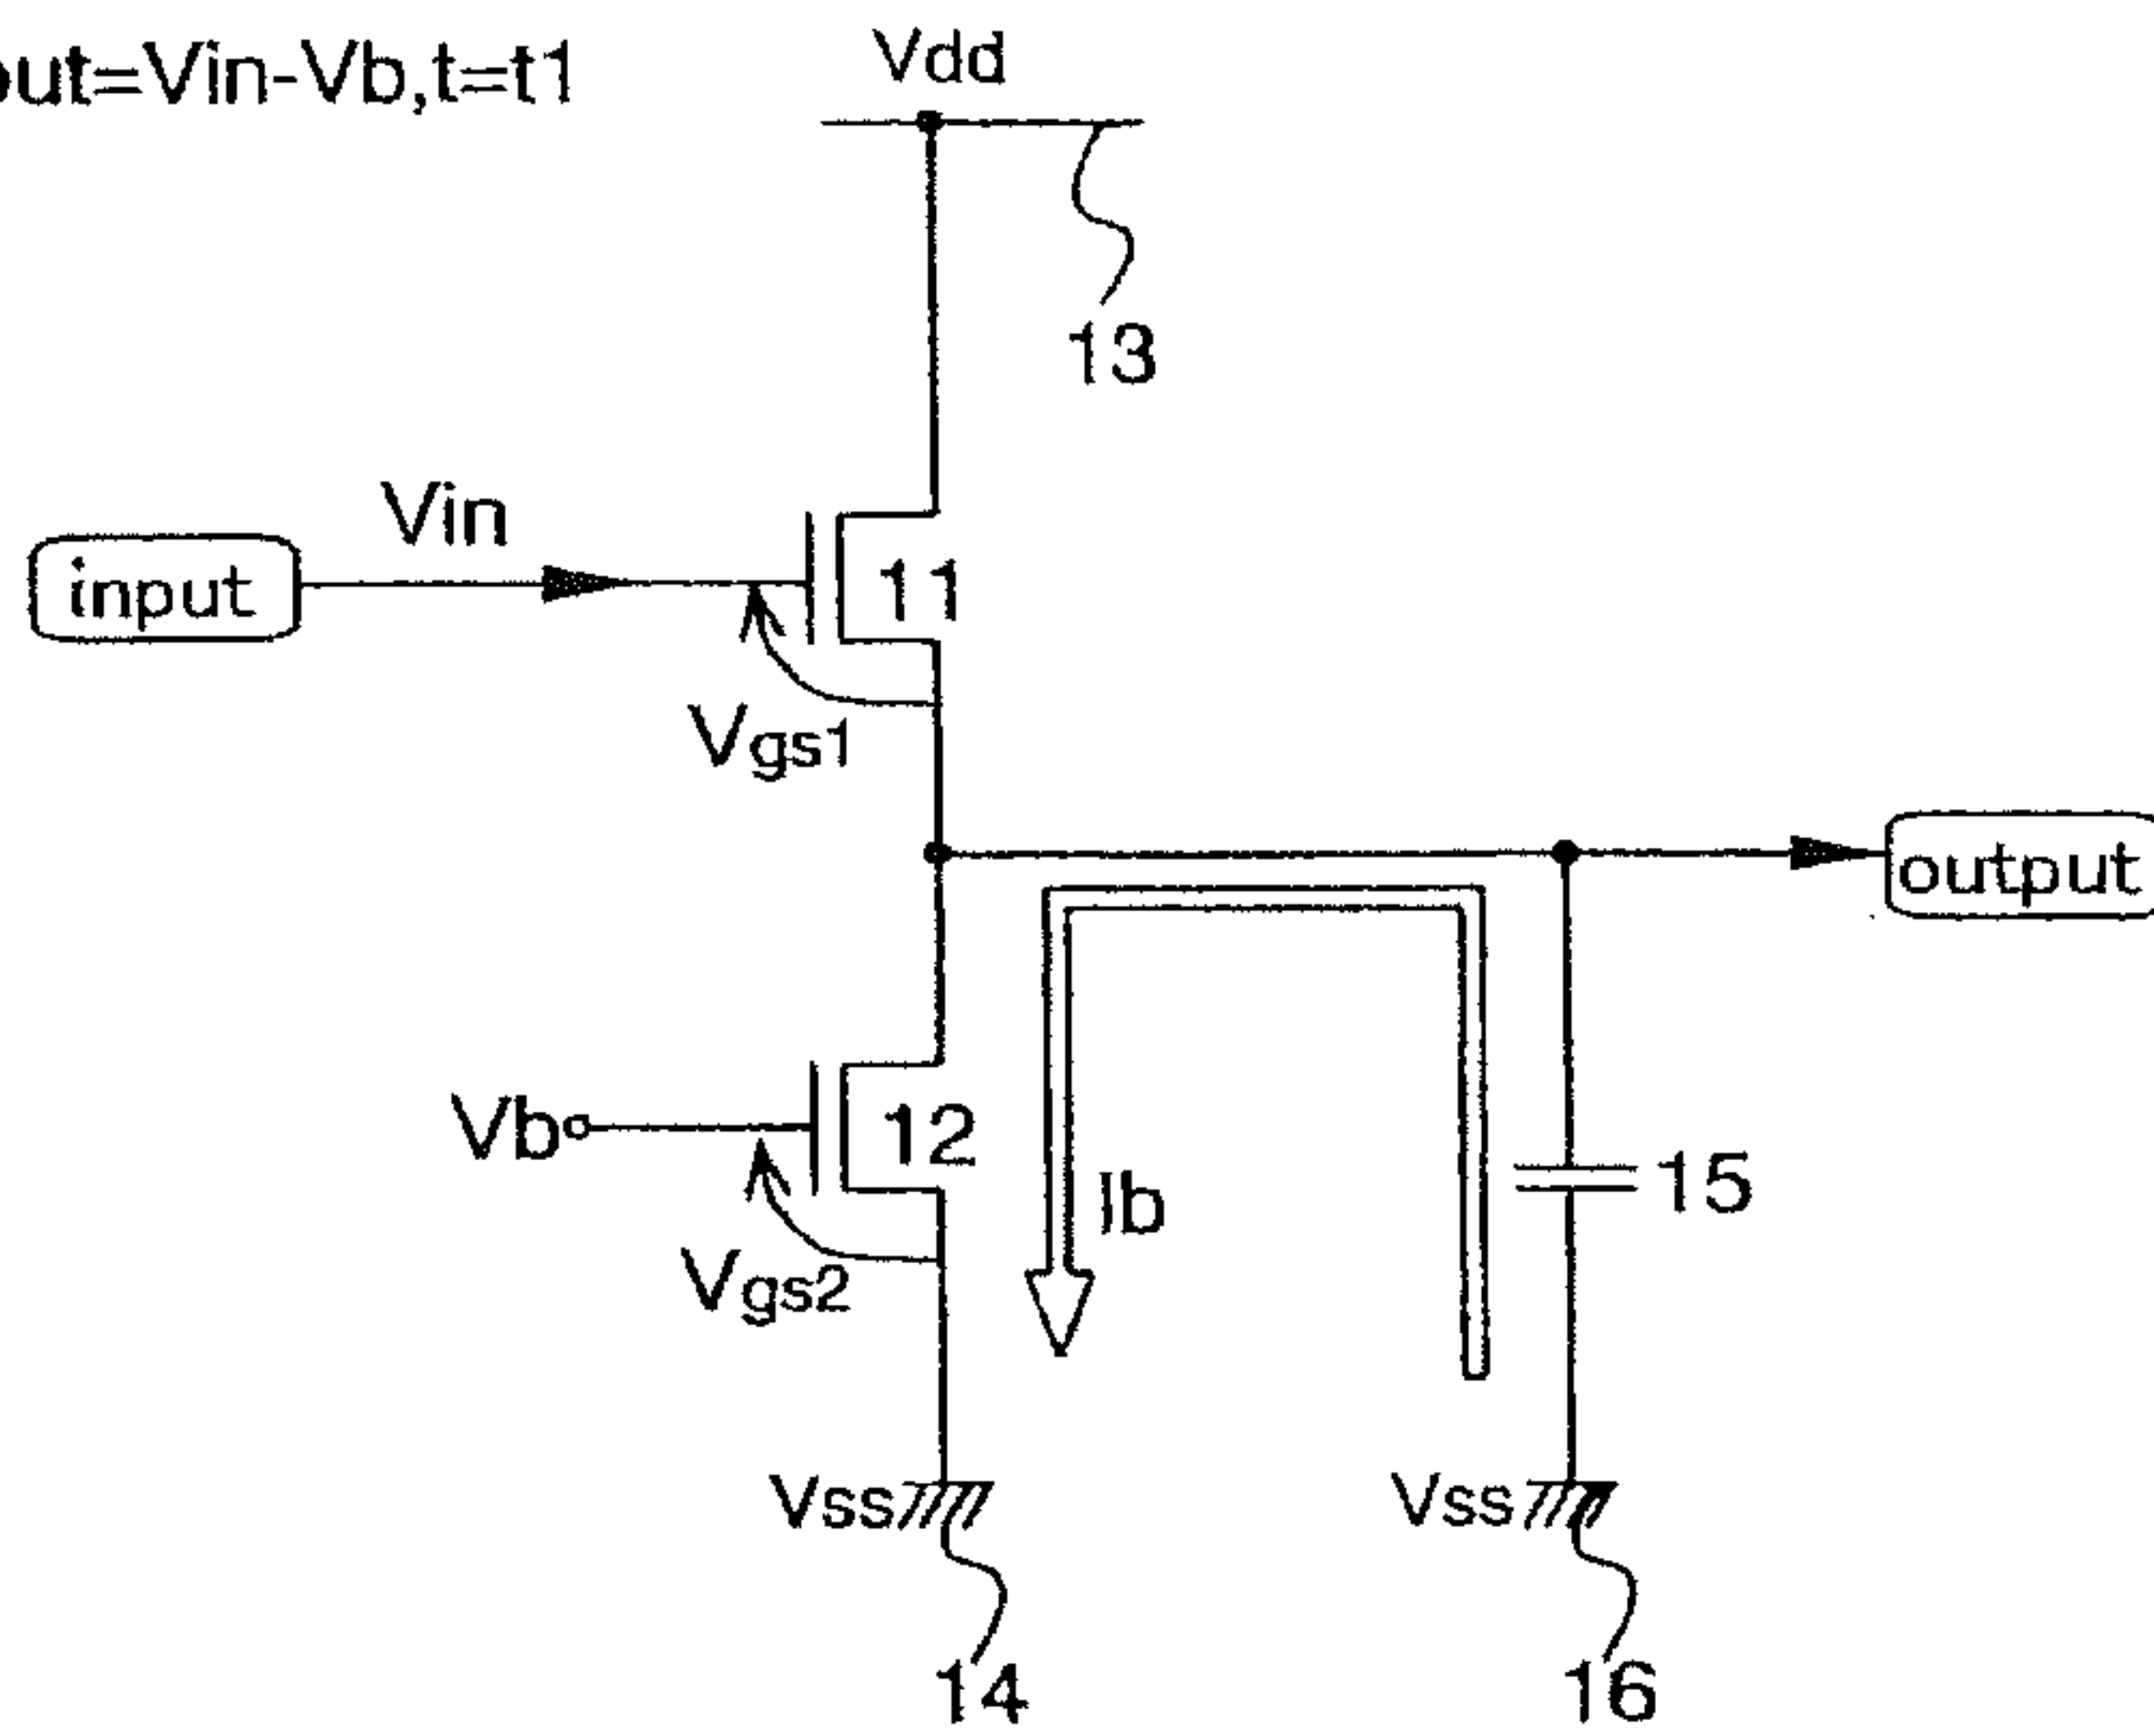 out=Vin-Vb,t=t1
Vdd
13
Vin
input
11
Vgs1
output
Vb
12
Ib
15
Vgs2
Vss
Vss
14
16